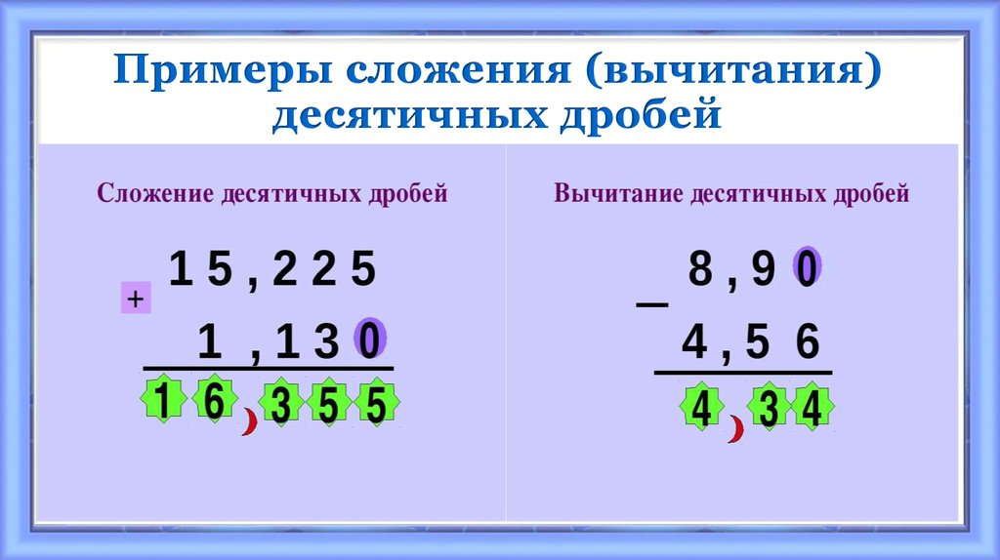 Примеры сложения (вычитания)
десятичных дробей
Сложение десятичных дробей
15,225
+
1,130
16,355
Вычитание десятичных дробей
8,90
−
4,56
4,34